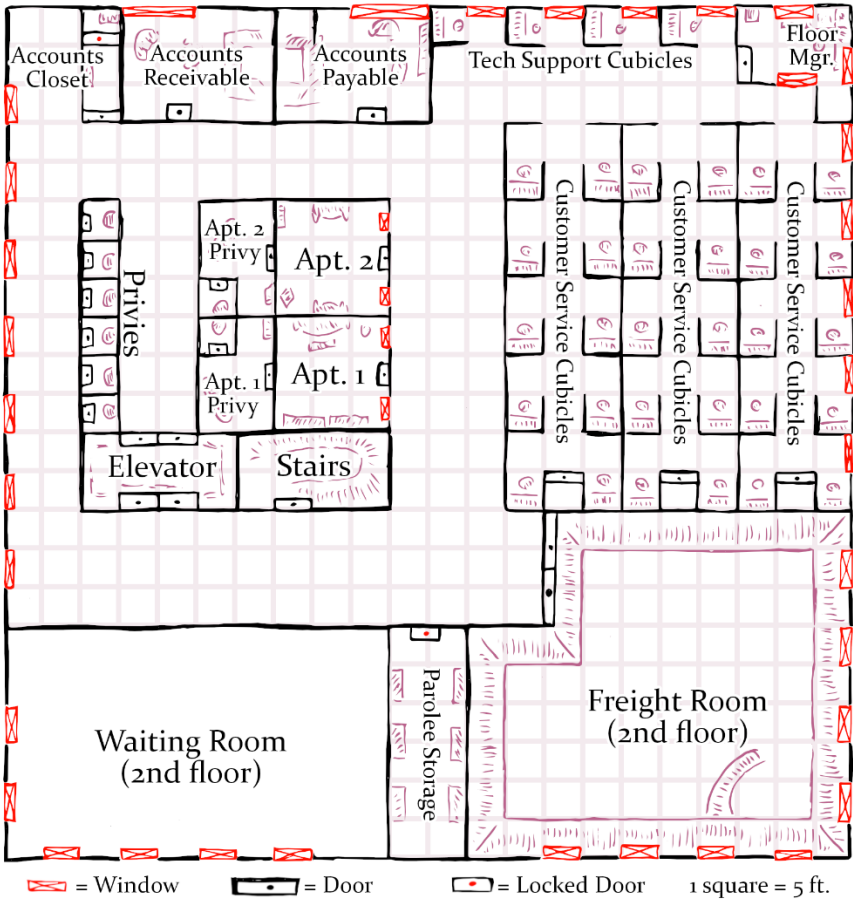 Accounts
Closet
Accounts
Receivable
Accounts
Payable
Tech Support Cubicles
Floor
Mgr.
Privies
Apt. 2
Privy
Apt. 2
Apt. 1
Privy
Apt. 1
Customer Service Cubicles
Customer Service Cubicles
Customer Service Cubicles
Elevator
Stairs
Waiting Room
(2nd floor)
Parolee Storage
Freight Room
(2nd floor)
= Window
= Door
= Locked Door
1 square = 5 ft.